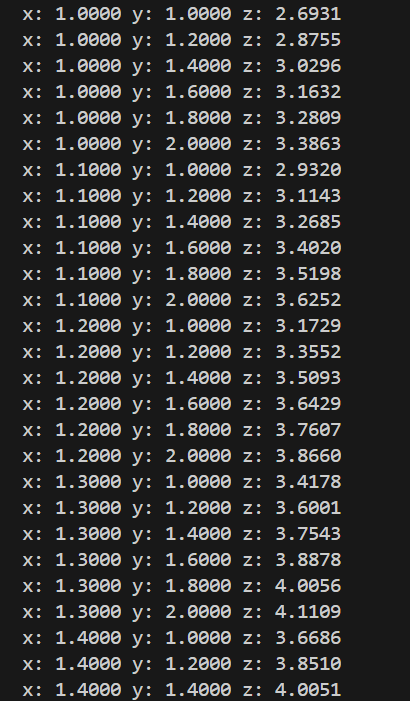 x: 1.0000 y: 1.0000 z: 2.6931
x: 1.0000 y: 1.2000 z: 2.8755
x: 1.0000 y: 1.4000 z: 3.0296
x: 1.0000 y: 1.6000 z: 3.1632
x: 1.0000 y: 1.8000 z: 3.2809
x: 1.0000 y: 2.0000 z: 3.3863
x: 1.1000 y: 1.0000 z: 2.9320
x: 1.1000 y: 1.2000 z: 3.1143
x: 1.1000 y: 1.4000 z: 3.2685
x: 1.1000 y: 1.6000 z: 3.4020
x: 1.1000 y: 1.8000 z: 3.5198
x: 1.1000 y: 2.0000 z: 3.6252
x: 1.2000 y: 1.0000 z: 3.1729
x: 1.2000 y: 1.2000 z: 3.3552
x: 1.2000 y: 1.4000 z: 3.5093
x: 1.2000 y: 1.6000 z: 3.6429
x: 1.2000 y: 1.8000 z: 3.7607
x: 1.2000 y: 2.0000 z: 3.8660
x: 1.3000 y: 1.0000 z: 3.4178
x: 1.3000 y: 1.2000 z: 3.6001
x: 1.3000 y: 1.4000 z: 3.7543
x: 1.3000 y: 1.6000 z: 3.8878
x: 1.3000 y: 1.8000 z: 4.0056
x: 1.3000 y: 2.0000 z: 4.1109
x: 1.4000 y: 1.0000 z: 3.6686
x: 1.4000 y: 1.2000 z: 3.8510
x: 1.4000 y: 1.4000 z: 4.0051